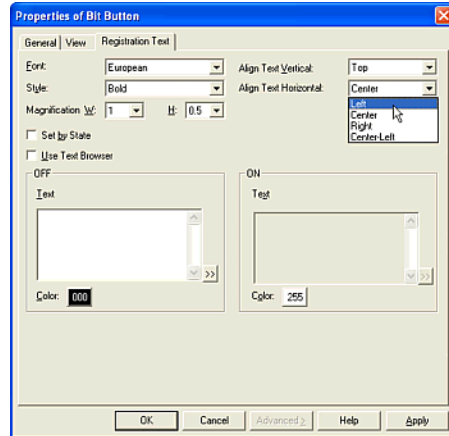 Properties of Bit Button
General View Registration Text
Font: European Align Text Vertical: Top
Style: Bold Align Text Horizontal: Center
Magnification W: 1 H: 0.5
Left
Center
Right
Center-Left
Set by State
Use Text Browser
OFF ON
Text Text
>> >>
Color: 000 Color: 255
OK Cancel Advanced > Help Apply